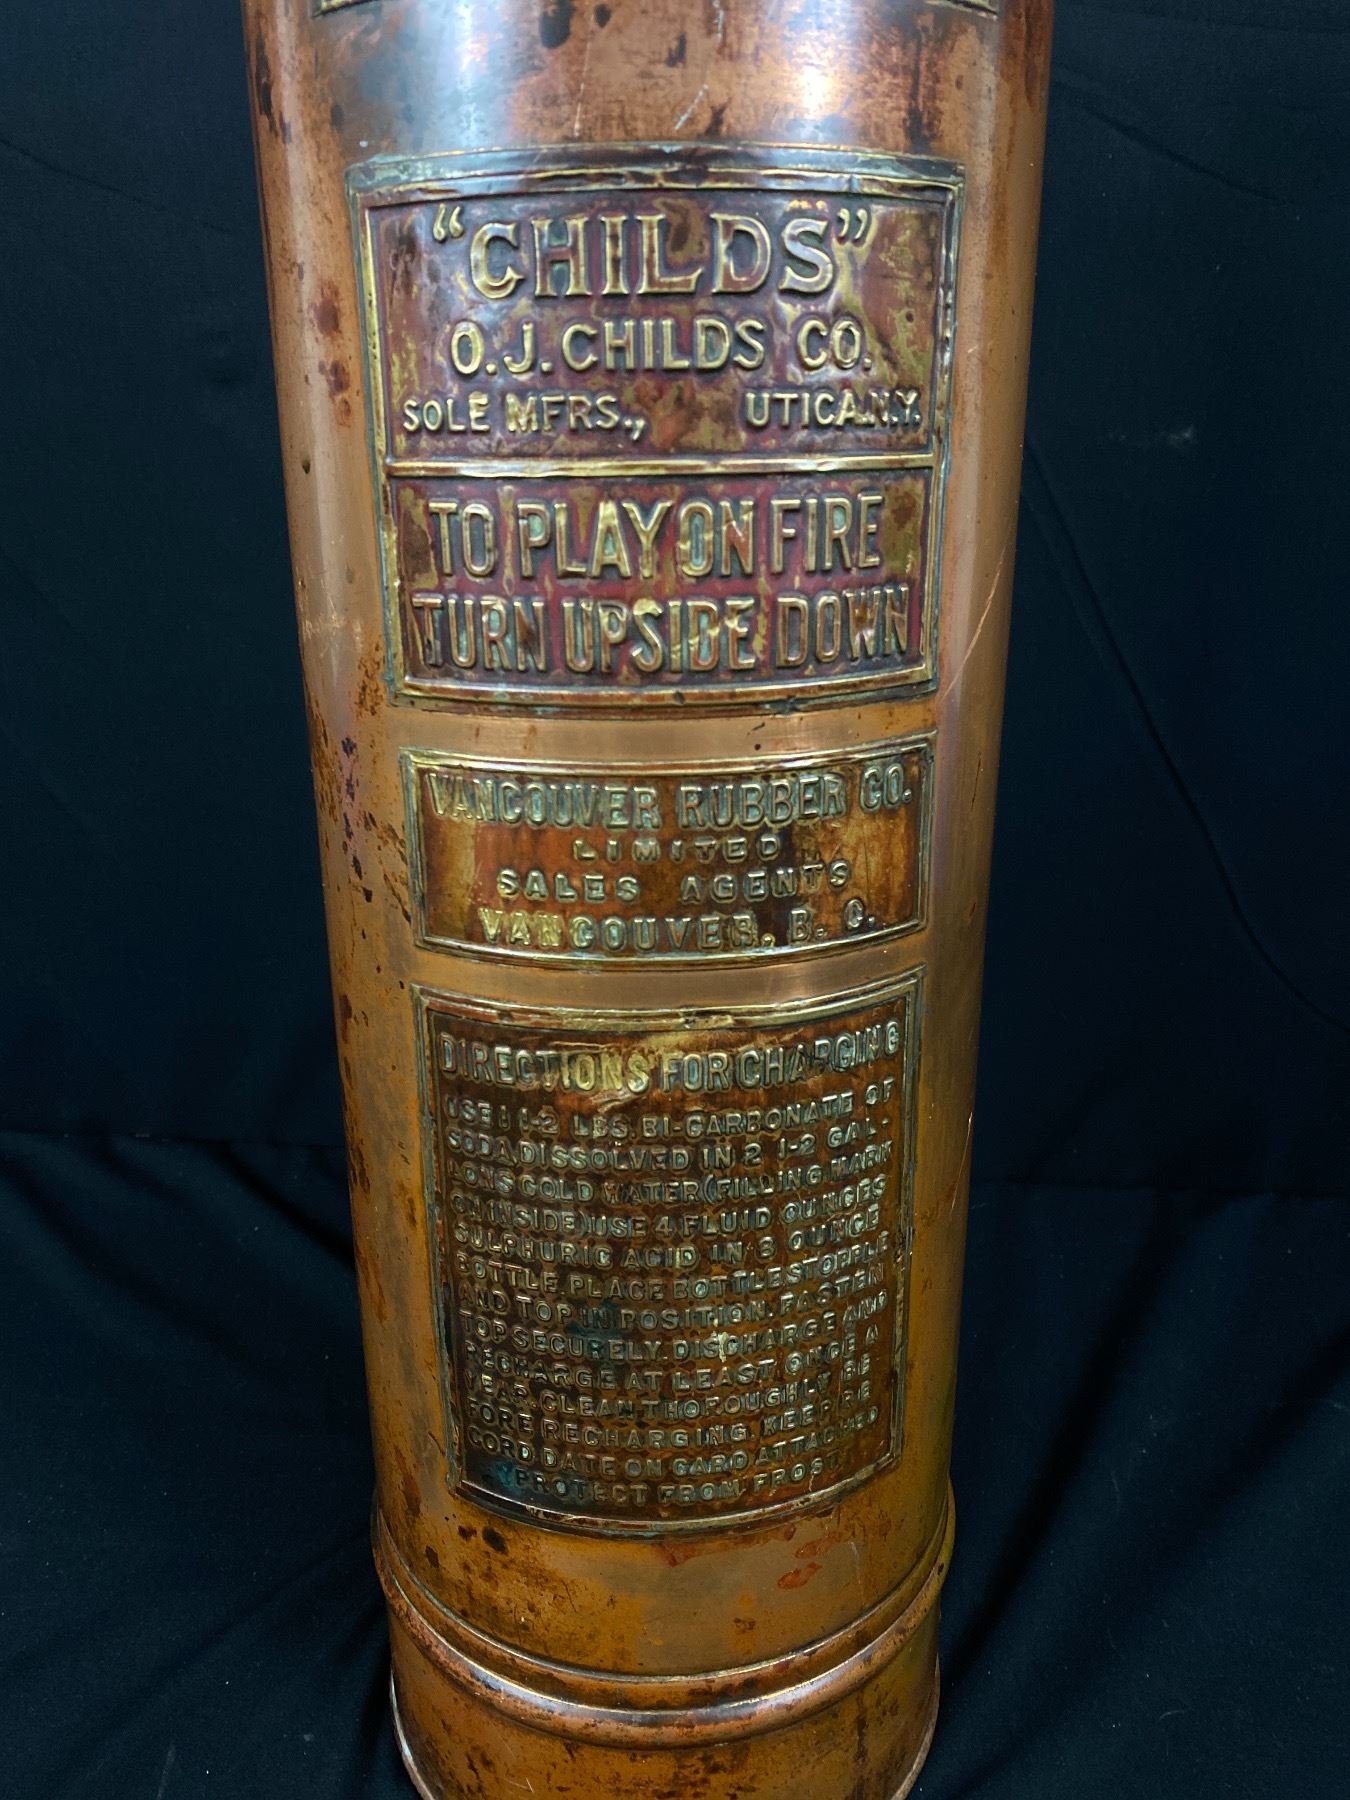 "CHILDS"
O.J. CHILDS CO.
SOLE MFRS., UTICA.N.Y.
TO PLAY ON FIRE
TURN UPSIDE DOWN
VANCOUVER RUBBER CO.
LIMITED
SALES AGENTS
VANCOUVER, B. C.
DIRECTIONS FOR CHARGING
USE 1 1-2 LBS. BI-CARBONATE OF
SODA, DISSOLVED IN 2 1-2 GAL-
LONS COLD WATER (FILLING MARK
ON INSIDE) USE 4 FLUID OUNCES
SULPHURIC ACID IN 8 OUNCE
BOTTLE. PLACE BOTTLE STOPPLE
AND TOP IN POSITION. FASTEN
TOP SECURELY. DISCHARGE AND
RECHARGE AT LEAST ONCE A
YEAR. CLEAN THOROUGHLY BE-
FORE RECHARGING. KEEP RE
CORD DATE ON CARD ATTACHED
PROTECT FROM FROST.